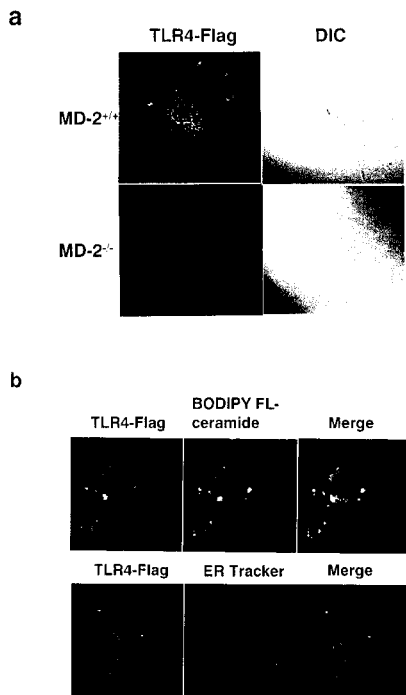 a
TLR4-Flag DIC
MD-2+/+
MD-2-/-
b
TLR4-Flag BODIPY FL-ceramide Merge
TLR4-Flag ER Tracker Merge